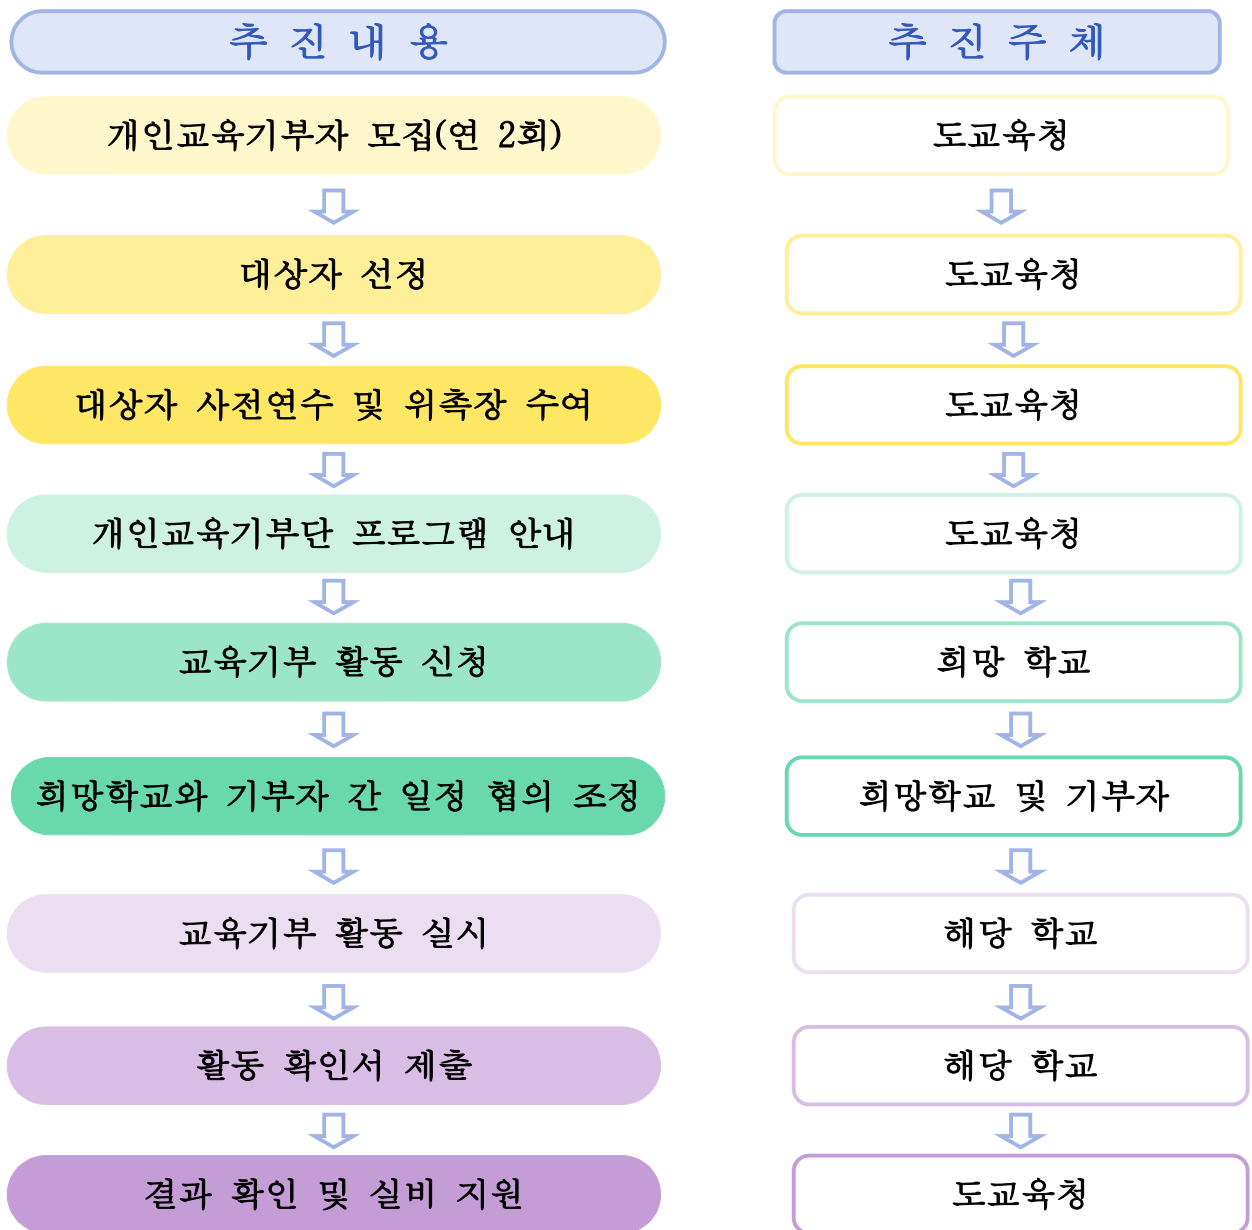 추 진 내 용
추 진 주 체
개인교육기부자 모집(연 2회)
도교육청
대상자 선정
도교육청
대상자 사전연수 및 위촉장 수여
도교육청
개인교육기부단 프로그램 안내
도교육청
교육기부 활동 신청
희망 학교
희망학교와 기부자 간 일정 협의 조정
희망학교 및 기부자
교육기부 활동 실시
해당 학교
활동 확인서 제출
해당 학교
결과 확인 및 실비 지원
도교육청